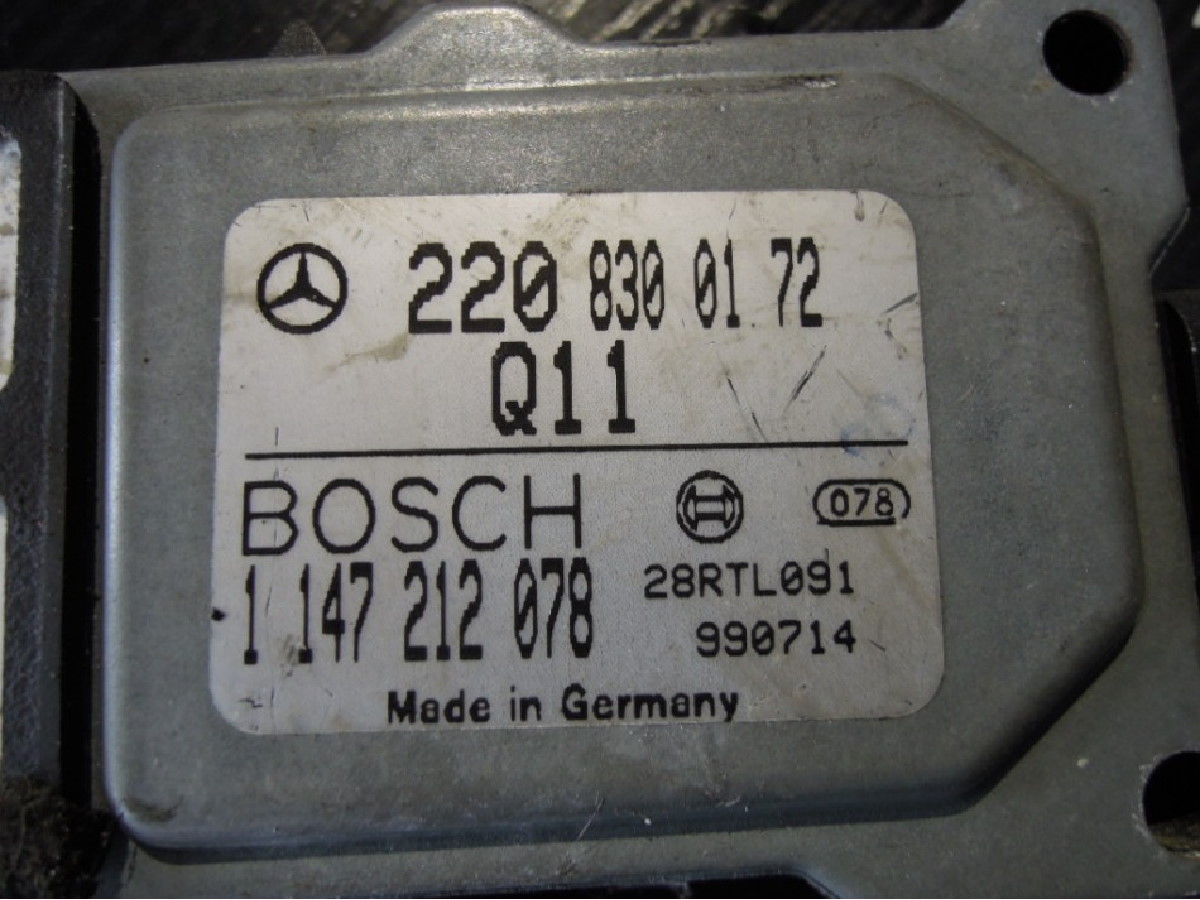 220 830 01 72
Q11
BOSCH 078
1 147 212 078 28RTL091
990714
Made in Germany